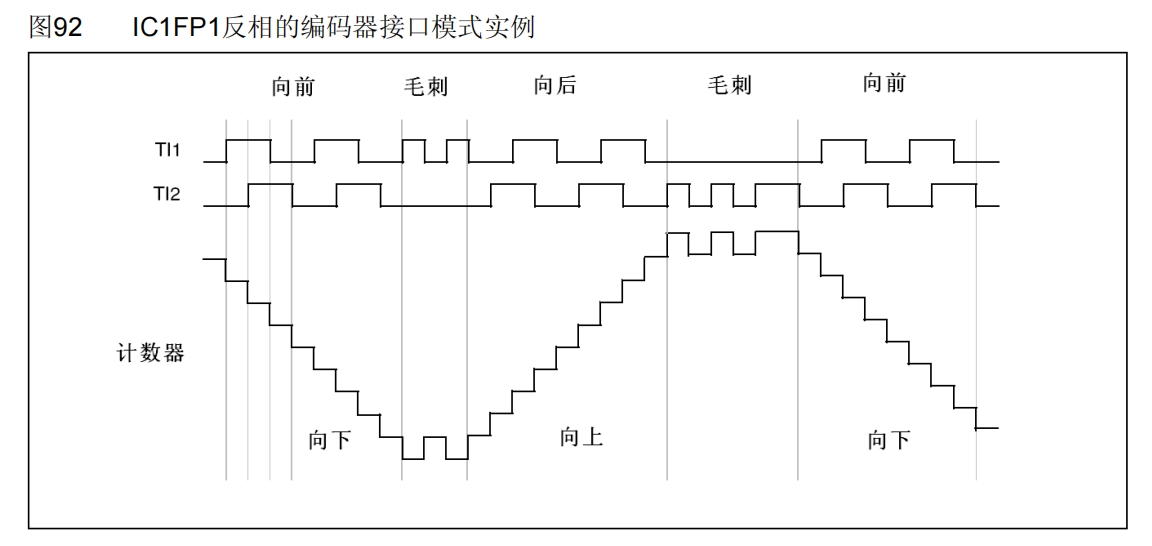 图92 IC1FP1反相的编码器接口模式实例
向前 毛刺 向后 毛刺 向前
TI1
TI2
计数器
向下 向上 向下